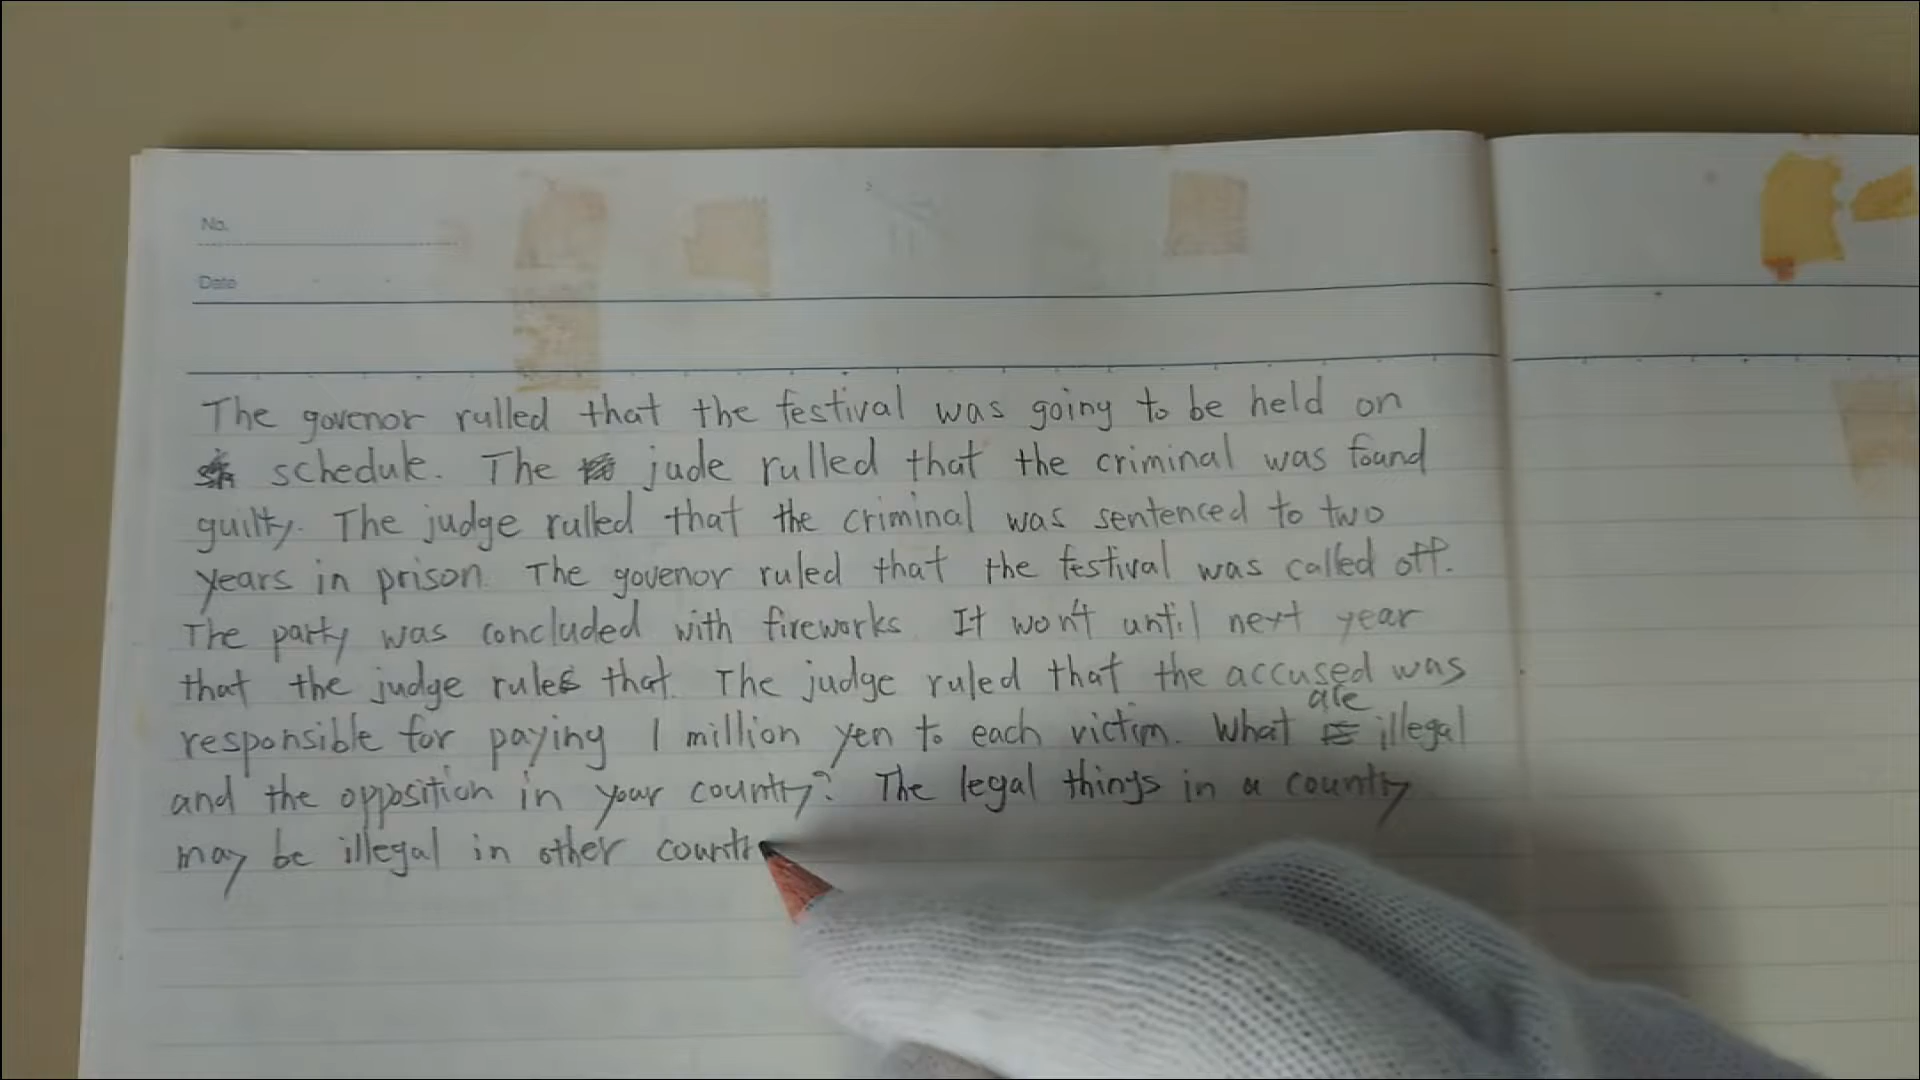 No.
Date
The govenor rulled that the festival was going to be held on
schedule. The jude rulled that the criminal was found
guilty. The judge rulled that the criminal was sentenced to two
years in prison. The govenor ruled that the festival was called off.
The party was concluded with fireworks. It won't until next year
that the judge rules that. The judge ruled that the accused was
responsible for paying 1 million yen to each victim. What are illegal
and the opposition in your country? The legal things in a country
may be illegal in other countr